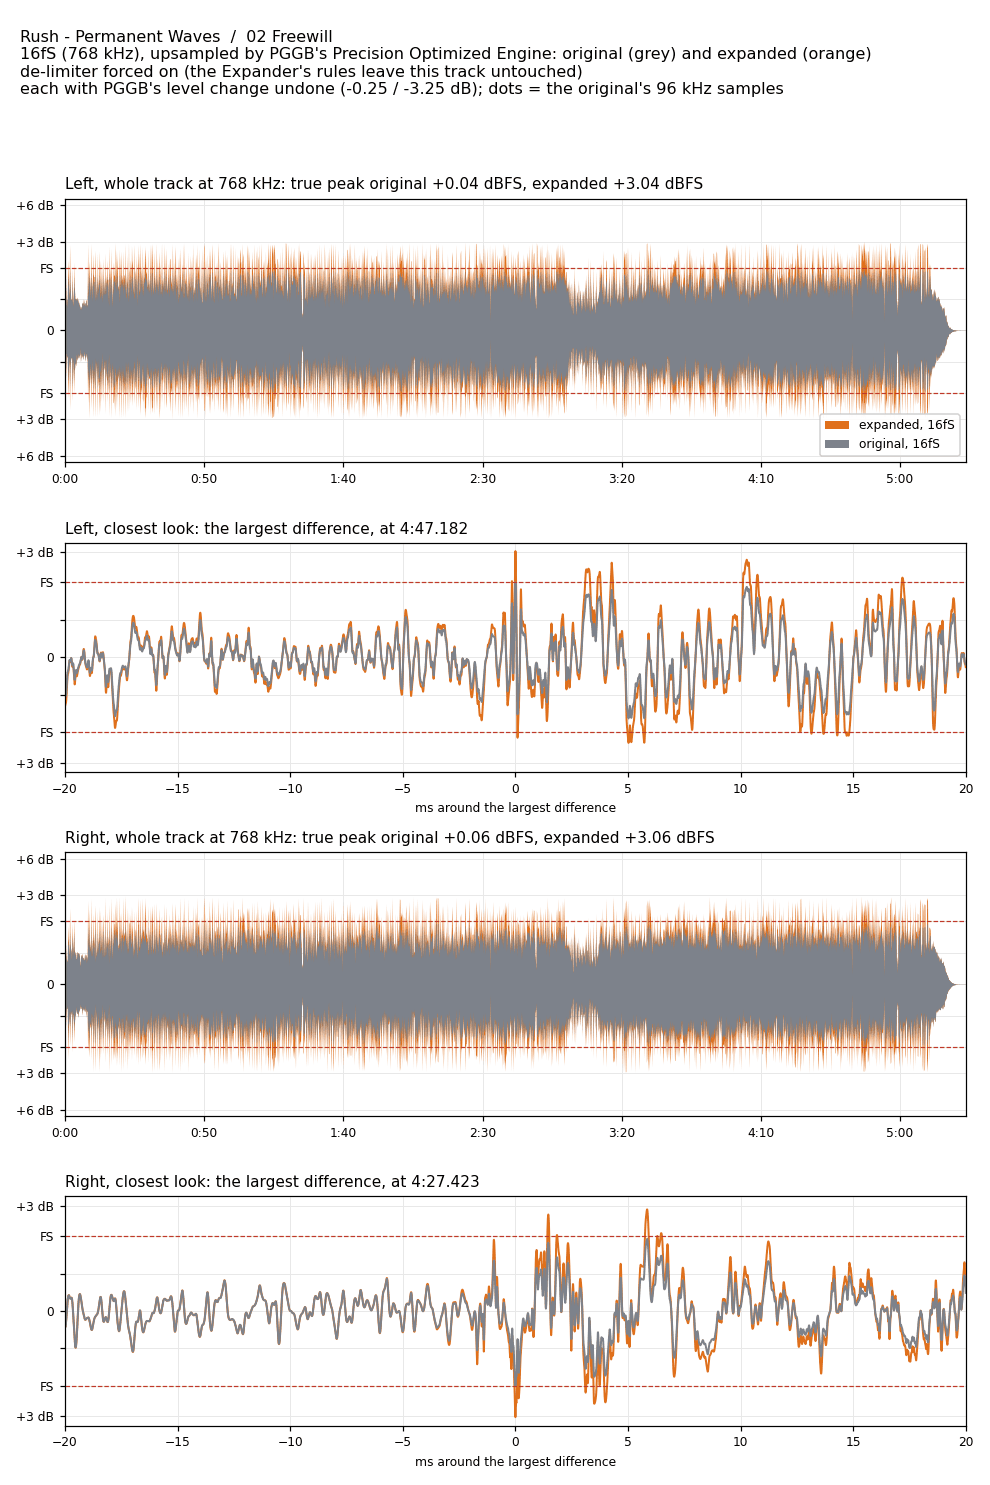 Rush - Permanent Waves  /  02 Freewill
16fS (768 kHz), upsampled by PGGB's Precision Optimized Engine: original (grey) and expanded (orange)
de-limiter forced on (the Expander's rules leave this track untouched)
each with PGGB's level change undone (-0.25 / -3.25 dB); dots = the original's 96 kHz samples
Left, whole track at 768 kHz: true peak original +0.04 dBFS, expanded +3.04 dBFS
+6 dB
+3 dB
FS
0
FS
+3 dB
+6 dB
expanded, 16fS
original, 16fS
0:00 0:50 1:40 2:30 3:20 4:10 5:00
Left, closest look: the largest difference, at 4:47.182
+3 dB
FS
0
FS
+3 dB
−20 −15 −10 −5 0 5 10 15 20
ms around the largest difference
Right, whole track at 768 kHz: true peak original +0.06 dBFS, expanded +3.06 dBFS
+6 dB
+3 dB
FS
0
FS
+3 dB
+6 dB
0:00 0:50 1:40 2:30 3:20 4:10 5:00
Right, closest look: the largest difference, at 4:27.423
+3 dB
FS
0
FS
+3 dB
−20 −15 −10 −5 0 5 10 15 20
ms around the largest difference